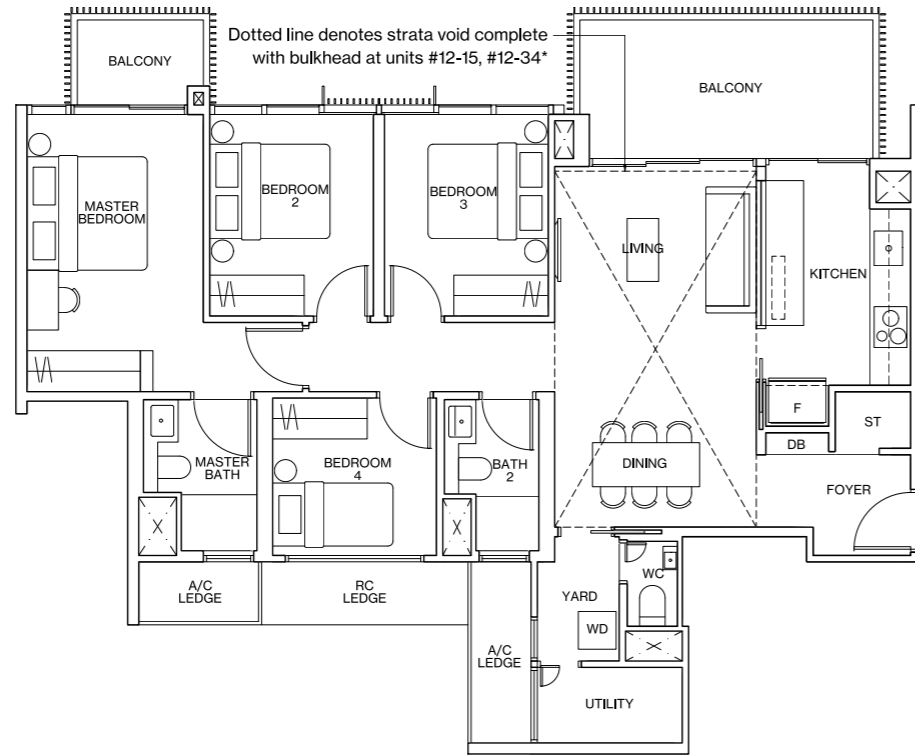 Dotted line denotes strata void complete
with bulkhead at units #12-15, #12-34*
BALCONY
BALCONY
MASTER
BEDROOM
BEDROOM
2
BEDROOM
3
LIVING
KITCHEN
F
ST
DB
DINING
FOYER
MASTER
BATH
BEDROOM
4
BATH
2
A/C
LEDGE
RC
LEDGE
A/C
LEDGE
YARD
WC
WD
UTILITY